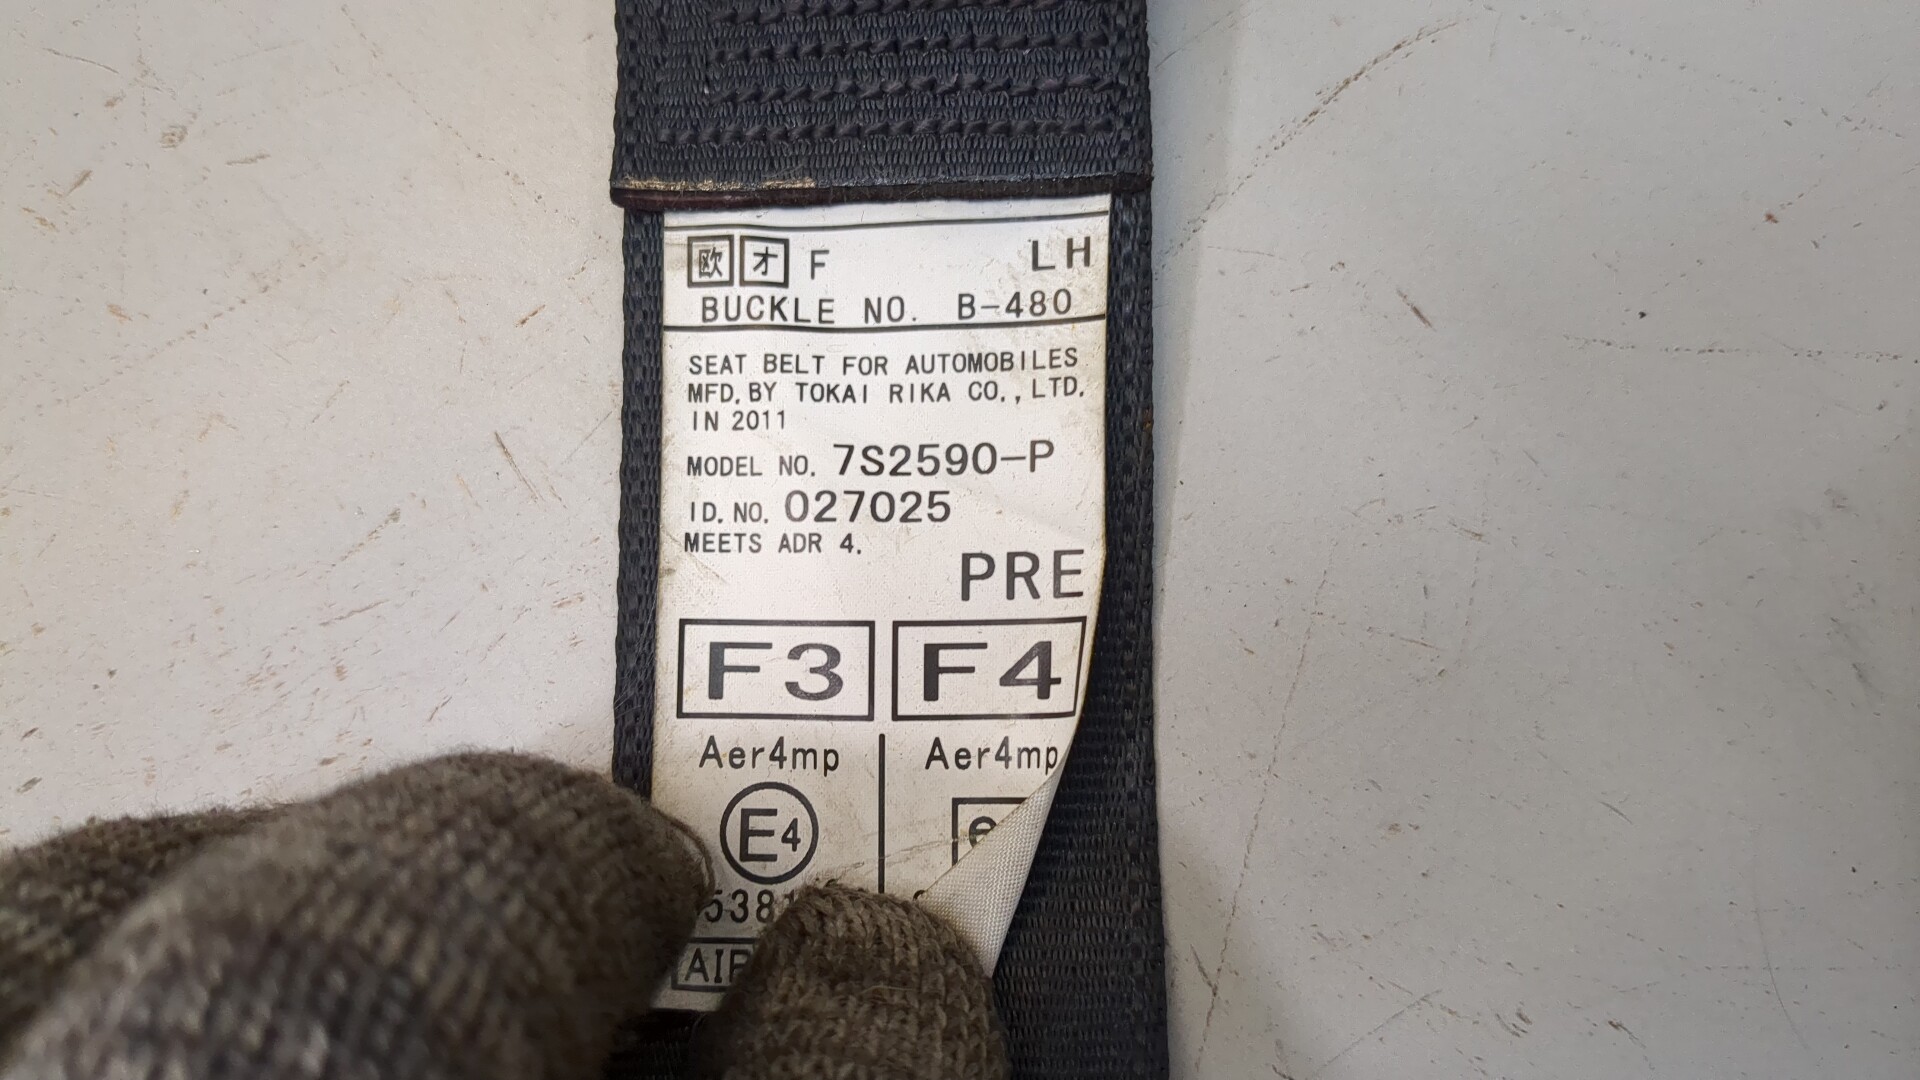 欧 オ F LH
BUCKLE NO. B-480
SEAT BELT FOR AUTOMOBILES
MFD. BY TOKAI RIKA CO., LTD.
IN 2011
MODEL NO. 7S2590-P
ID. NO. 027025
MEETS ADR 4.
PRE
F3 F4
Aer4mp Aer4mp
E4 e